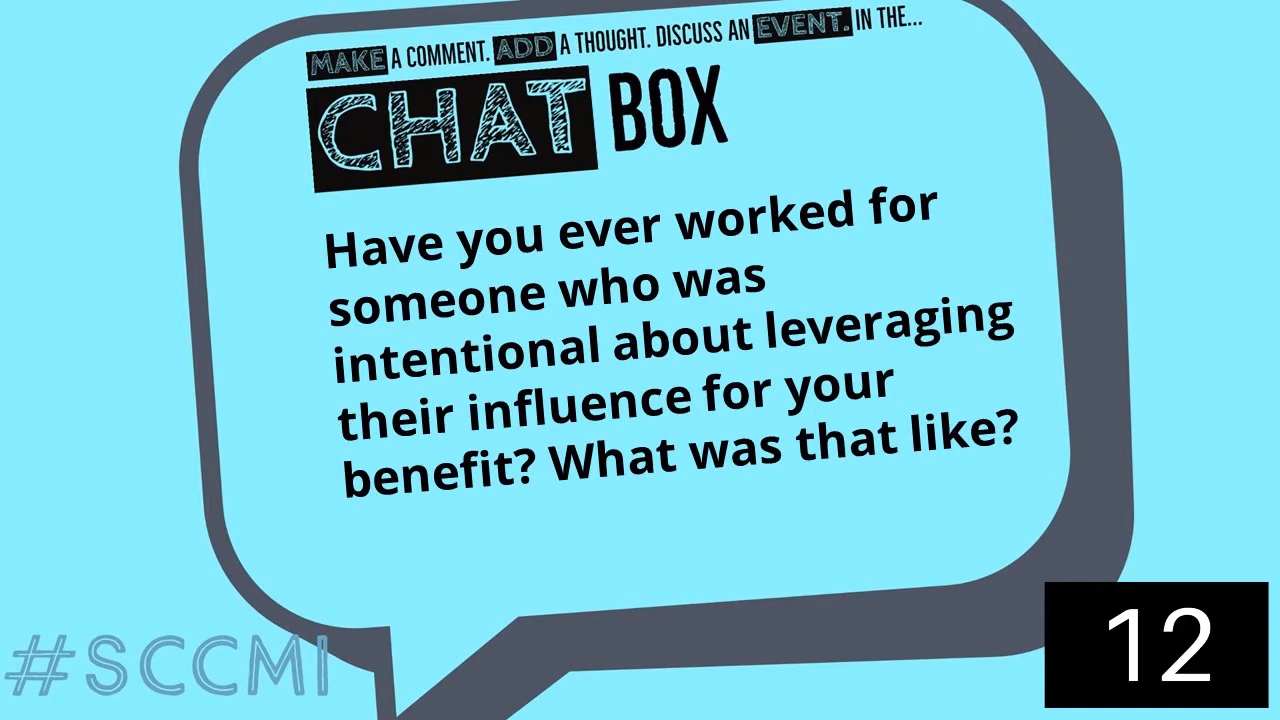 MAKE A COMMENT. ADD A THOUGHT. DISCUSS AN EVENT. IN THE...
CHAT BOX
Have you ever worked for
someone who was
intentional about leveraging
their influence for your
benefit? What was that like?
#SCCMI
12